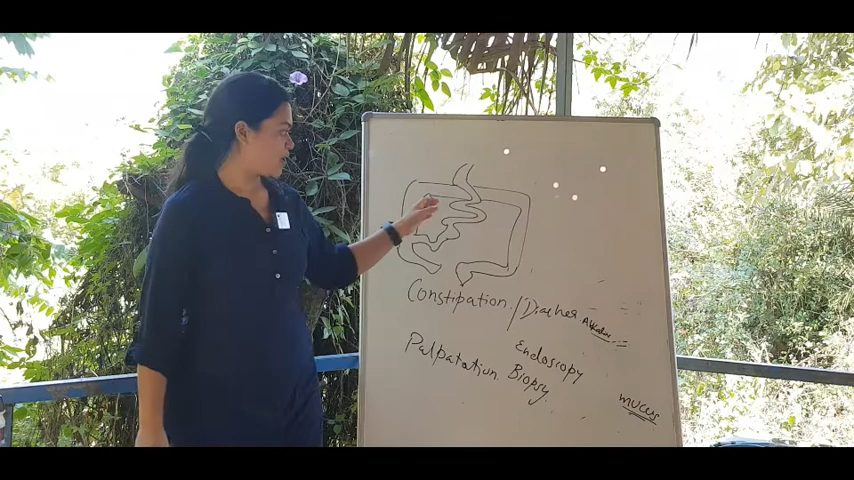 Constipation / Diarrhea
Palpatation
Endoscopy
Biopsy
mucus